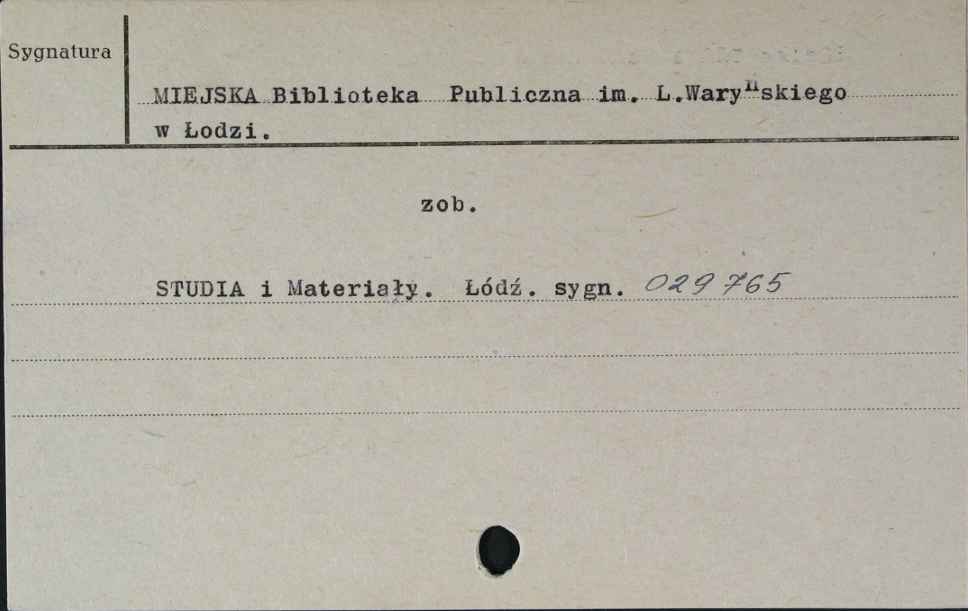 Sygnatura
MIEJSKA Biblioteka Publiczna im. L.Waryńskiego
w Łodzi.
zob.
STUDIA i Materiały. Łódź. sygn. 029765